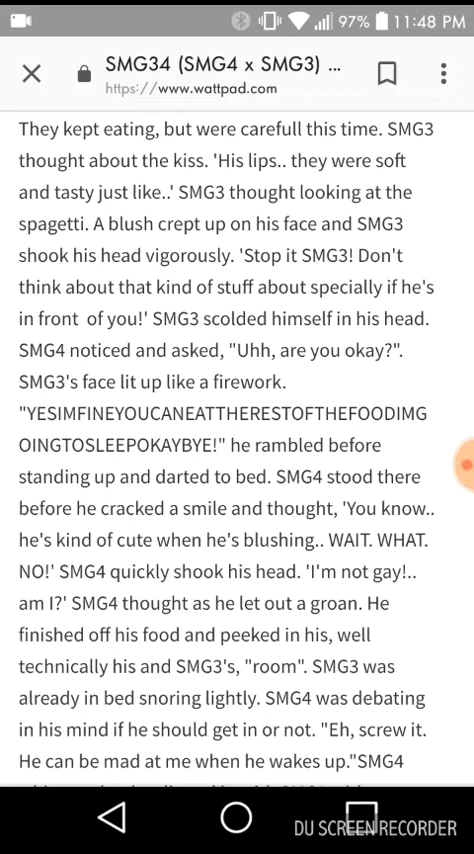 97% 11:48 PM
SMG34 (SMG4 x SMG3) ...
https://www.wattpad.com
They kept eating, but were carefull this time. SMG3
thought about the kiss. 'His lips.. they were soft
and tasty just like..' SMG3 thought looking at the
spagetti. A blush crept up on his face and SMG3
shook his head vigorously. 'Stop it SMG3! Don't
think about that kind of stuff about specially if he's
in front of you!' SMG3 scolded himself in his head.
SMG4 noticed and asked, "Uhh, are you okay?".
SMG3's face lit up like a firework.
"YESIMFINEYOUCANEATTHERESTOFTHEFOODIMG
OINGTOSLEEPOKAYBYE!" he rambled before
standing up and darted to bed. SMG4 stood there
before he cracked a smile and thought, 'You know..
he's kind of cute when he's blushing.. WAIT. WHAT.
NO!' SMG4 quickly shook his head. 'I'm not gay!..
am I?' SMG4 thought as he let out a groan. He
finished off his food and peeked in his, well
technically his and SMG3's, "room". SMG3 was
already in bed snoring lightly. SMG4 was debating
in his mind if he should get in or not. "Eh, screw it.
He can be mad at me when he wakes up."SMG4
DU SCREEN RECORDER